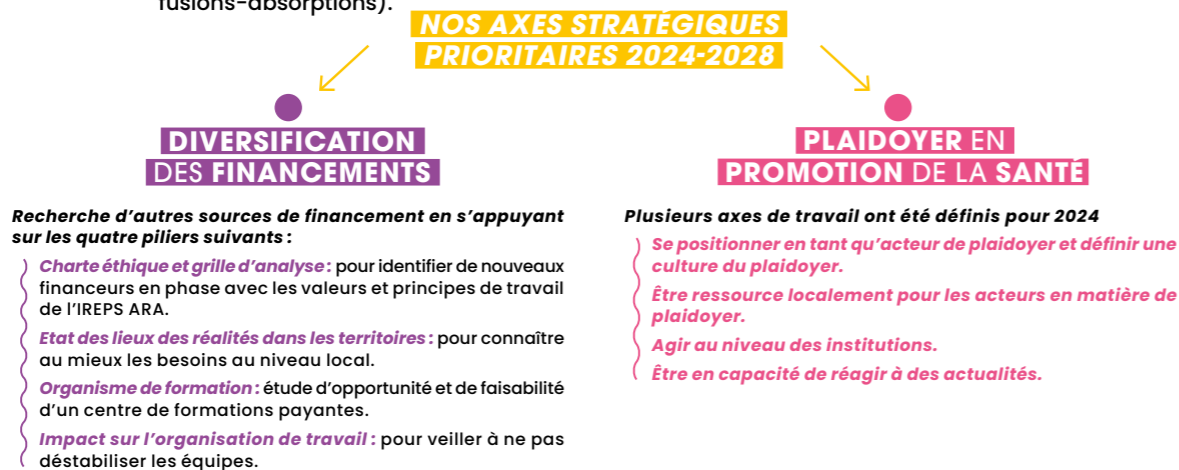 fusions-absorptions).
NOS AXES STRATÉGIQUES
PRIORITAIRES 2024-2028
DIVERSIFICATION
DES FINANCEMENTS
Recherche d’autres sources de financement en s’appuyant
sur les quatre piliers suivants :
Charte éthique et grille d’analyse : pour identifier de nouveaux
financeurs en phase avec les valeurs et principes de travail
de l’IREPS ARA.
Etat des lieux des réalités dans les territoires : pour connaître
au mieux les besoins au niveau local.
Organisme de formation : étude d’opportunité et de faisabilité
d’un centre de formations payantes.
Impact sur l’organisation de travail : pour veiller à ne pas
déstabiliser les équipes.
PLAIDOYER EN
PROMOTION DE LA SANTÉ
Plusieurs axes de travail ont été définis pour 2024
Se positionner en tant qu’acteur de plaidoyer et définir une
culture du plaidoyer.
Être ressource localement pour les acteurs en matière de
plaidoyer.
Agir au niveau des institutions.
Être en capacité de réagir à des actualités.